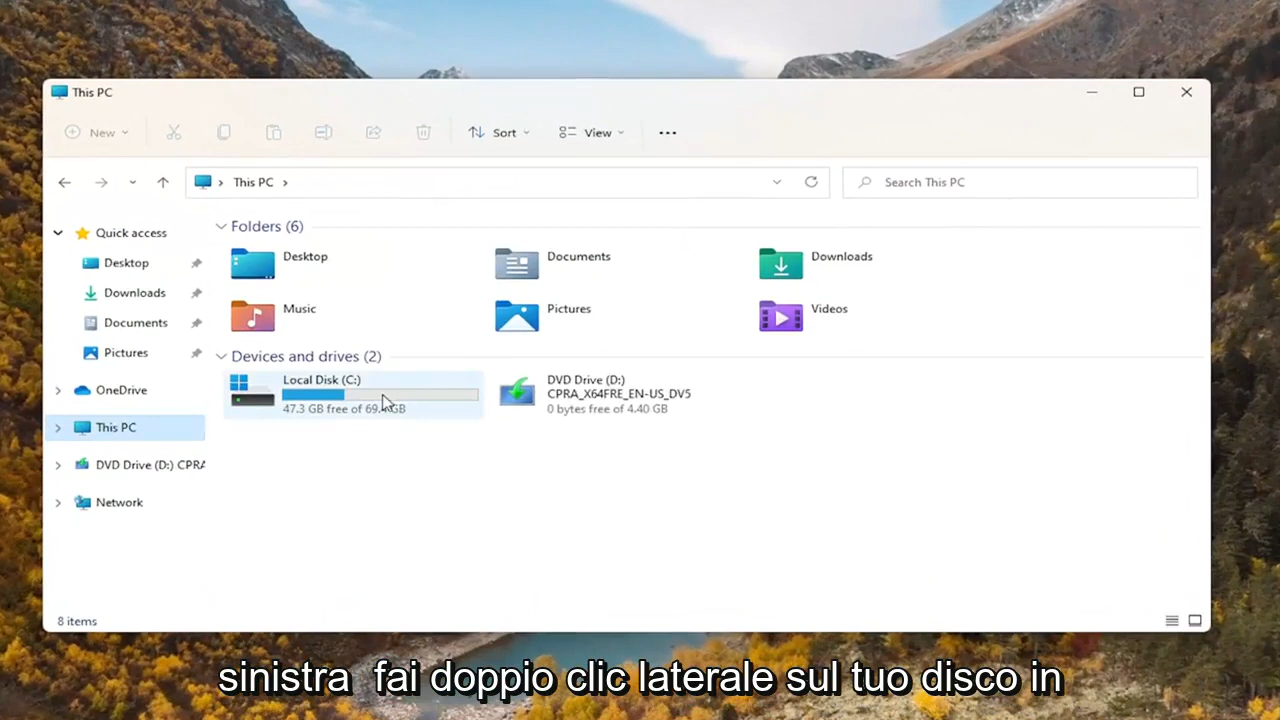 This PC
New
Sort
View
This PC
Search This PC
Quick access
Desktop
Downloads
Documents
Pictures
OneDrive
This PC
DVD Drive (D:) CPRA
Network
Folders (6)
Desktop
Documents
Downloads
Music
Pictures
Videos
Devices and drives (2)
Local Disk (C:)
47.3 GB free of GB
DVD Drive (D:)
CPRA_X64FRE_EN-US_DV5
0 bytes free of 4.40 GB
8 items
sinistra fai doppio clic laterale sul tuo disco in